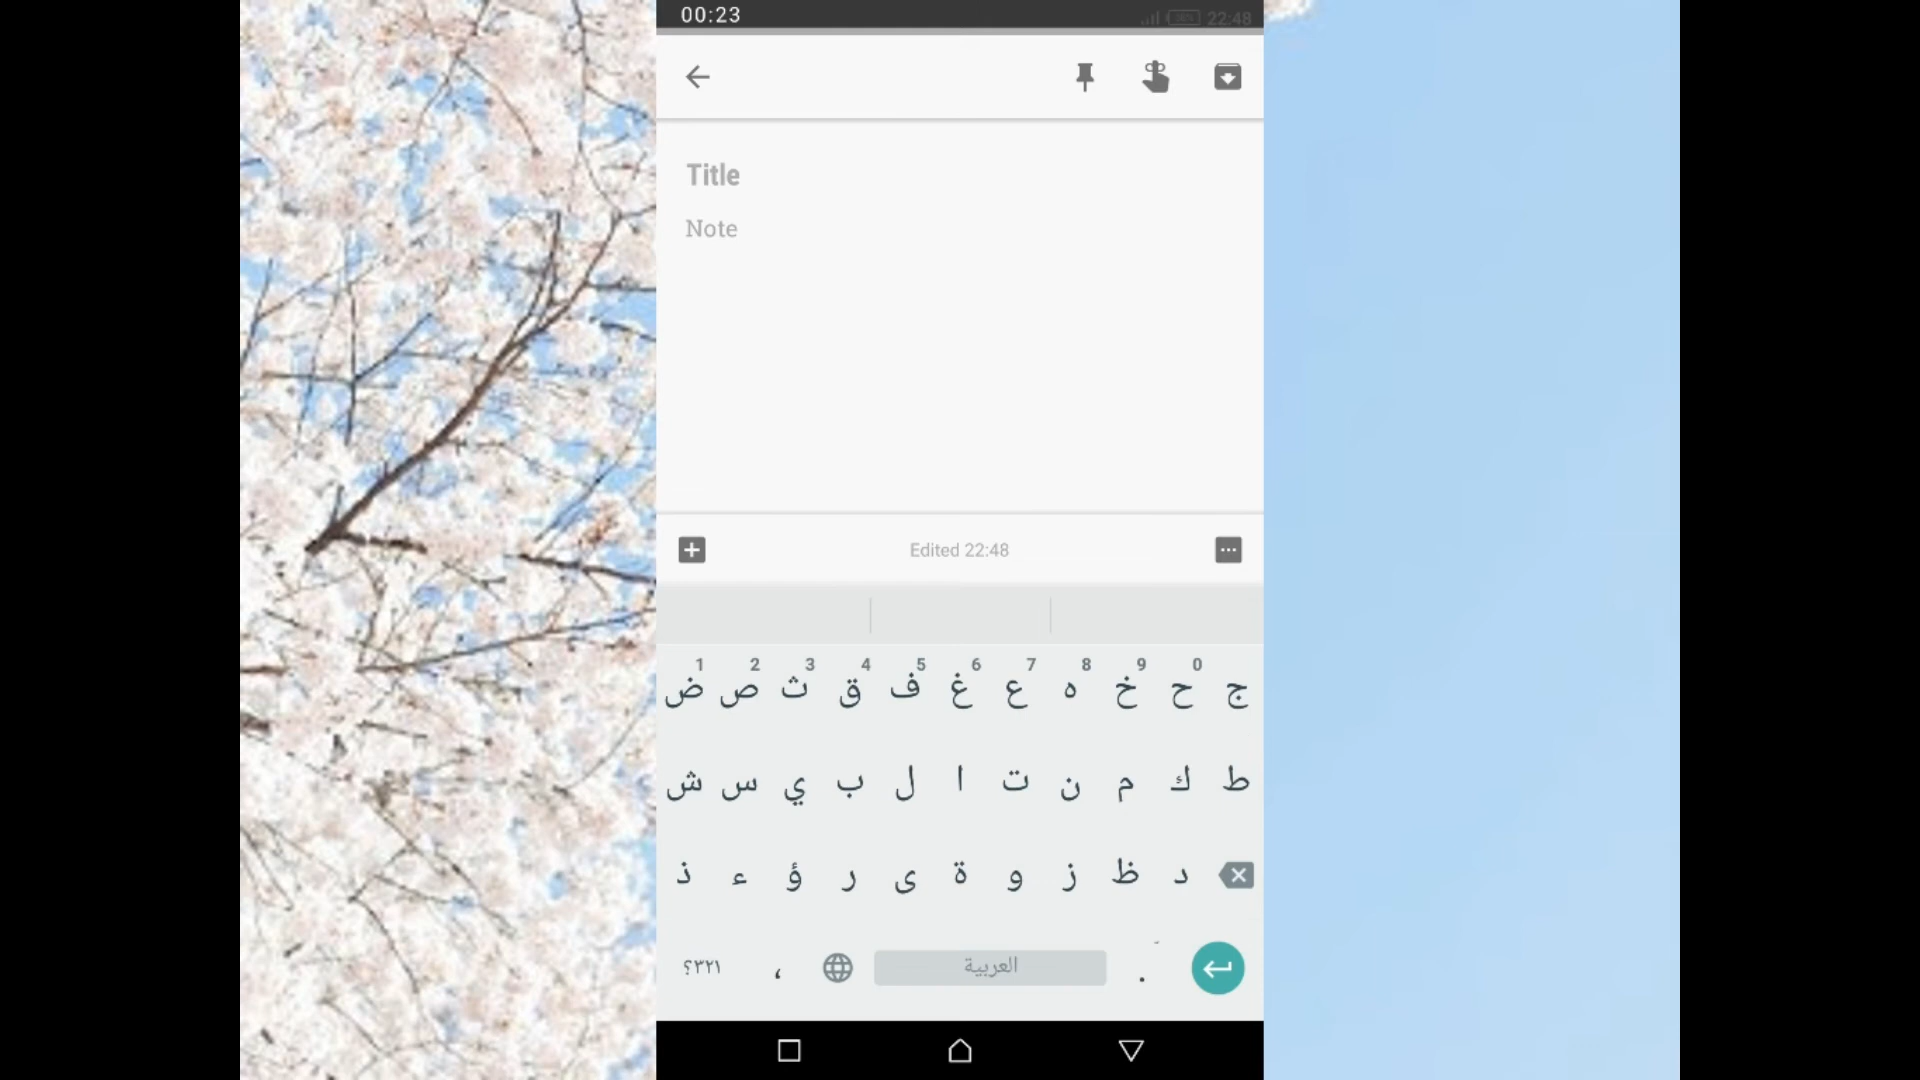 00:23 38% 22:48
Title
Note
Edited 22:48
1 2 3 4 5 6 7 8 9 0
ض ص ث ق ف غ ع ه خ ح ج
ش س ي ب ل ا ت ن م ك ط
ذ ء ؤ ر ى ة و ز ظ د
؟٣٢١ ، العربية .